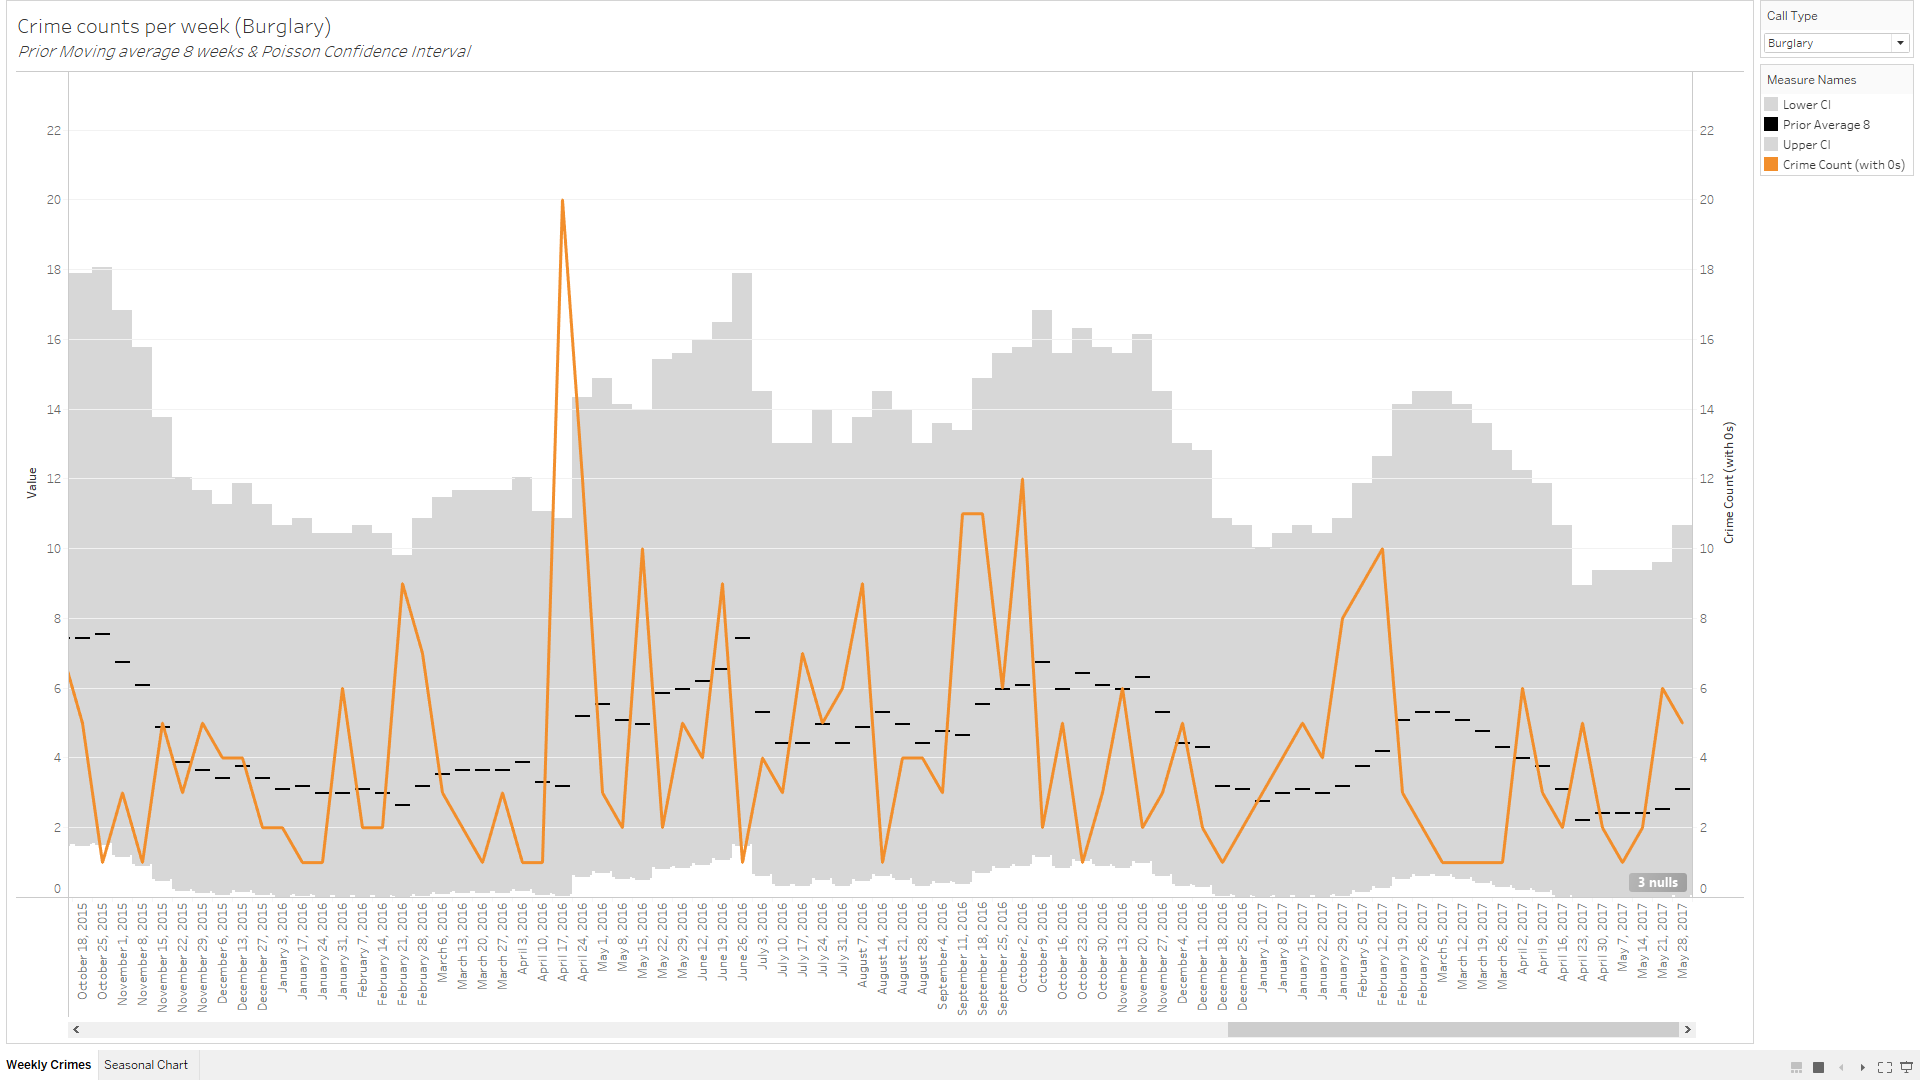 Crime counts per week (Burglary)
Prior Moving average 8 weeks & Poisson Confidence Interval
Value
22
20
18
16
14
12
10
8
6
4
2
0
22
20
18
16
14
12
10
8
6
4
2
0
Crime Count (with 0s)
3 nulls
October 18, 2015
October 25, 2015
November 1, 2015
November 8, 2015
November 15, 2015
November 22, 2015
November 29, 2015
December 6, 2015
December 13, 2015
December 27, 2015
January 3, 2016
January 17, 2016
January 24, 2016
January 31, 2016
February 7, 2016
February 14, 2016
February 21, 2016
February 28, 2016
March 6, 2016
March 13, 2016
March 20, 2016
March 27, 2016
April 3, 2016
April 10, 2016
April 17, 2016
April 24, 2016
May 1, 2016
May 8, 2016
May 15, 2016
May 22, 2016
May 29, 2016
June 12, 2016
June 19, 2016
June 26, 2016
July 3, 2016
July 10, 2016
July 17, 2016
July 24, 2016
July 31, 2016
August 7, 2016
August 14, 2016
August 21, 2016
August 28, 2016
September 4, 2016
September 11, 2016
September 18, 2016
September 25, 2016
October 2, 2016
October 9, 2016
October 16, 2016
October 23, 2016
October 30, 2016
November 13, 2016
November 20, 2016
November 27, 2016
December 4, 2016
December 11, 2016
December 18, 2016
December 25, 2016
January 1, 2017
January 8, 2017
January 15, 2017
January 22, 2017
January 29, 2017
February 5, 2017
February 12, 2017
February 19, 2017
February 26, 2017
March 5, 2017
March 12, 2017
March 19, 2017
March 26, 2017
April 2, 2017
April 9, 2017
April 16, 2017
April 23, 2017
April 30, 2017
May 7, 2017
May 14, 2017
May 21, 2017
May 28, 2017
Call Type
Burglary
Measure Names
Lower CI
Prior Average 8
Upper CI
Crime Count (with 0s)
Weekly Crimes
Seasonal Chart